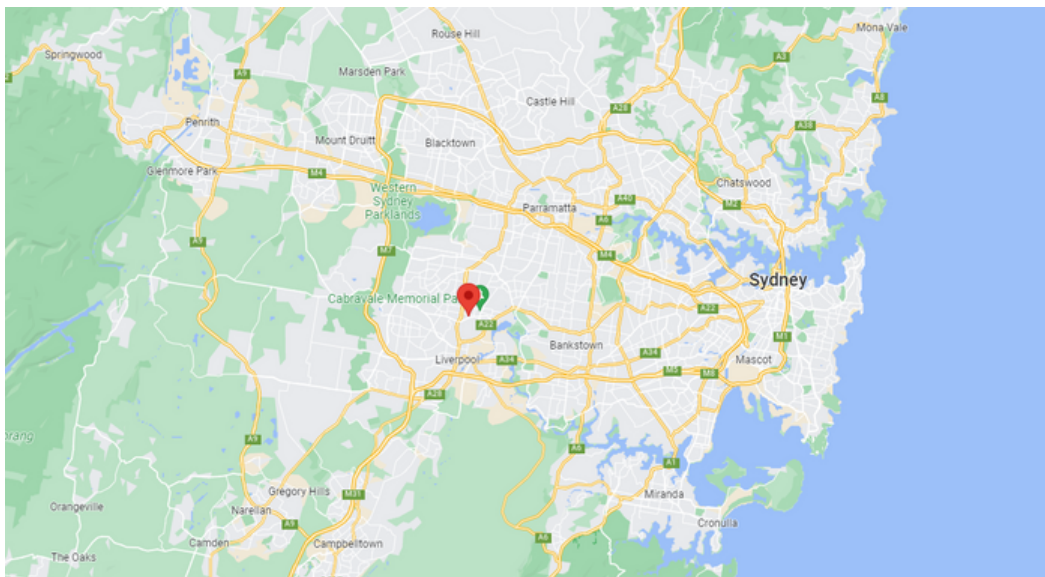 Rouse Hill
Mona Vale
Springwood
A3
A9
Marsden Park
A8
Castle Hill
A28
Penrith
A38
Mount Druitt
Blacktown
Glenmore Park
M4
Chatswood
Western
Sydney
Parklands
A40
M2
Parramatta
A6
A9
M7
M4
Sydney
Cabravale Memorial Pa
A22
A22
M1
Bankstown
A34
Liverpool
A34
Mascot
M5
M8
A28
A9
A6
A1
orang
Gregory Hills
M31
Miranda
Orangeville
Narellan
A9
Cronulla
Camden
Campbelltown
A6
The Oaks